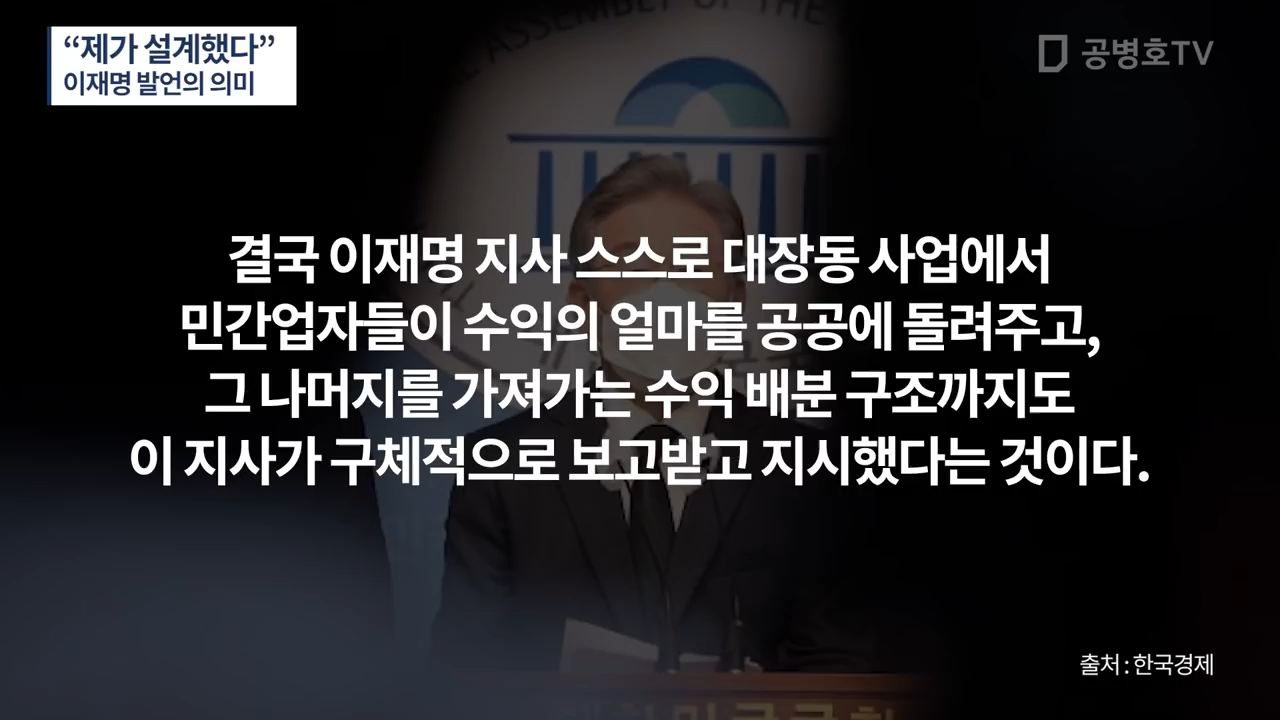 “제가 설계했다”
이재명 발언의 의미
공병호TV
ASSEMBLY OF THE
결국 이재명 지사 스스로 대장동 사업에서
민간업자들이 수익의 얼마를 공공에 돌려주고,
그 나머지를 가져가는 수익 배분 구조까지도
이 지사가 구체적으로 보고받고 지시했다는 것이다.
출처 : 한국경제